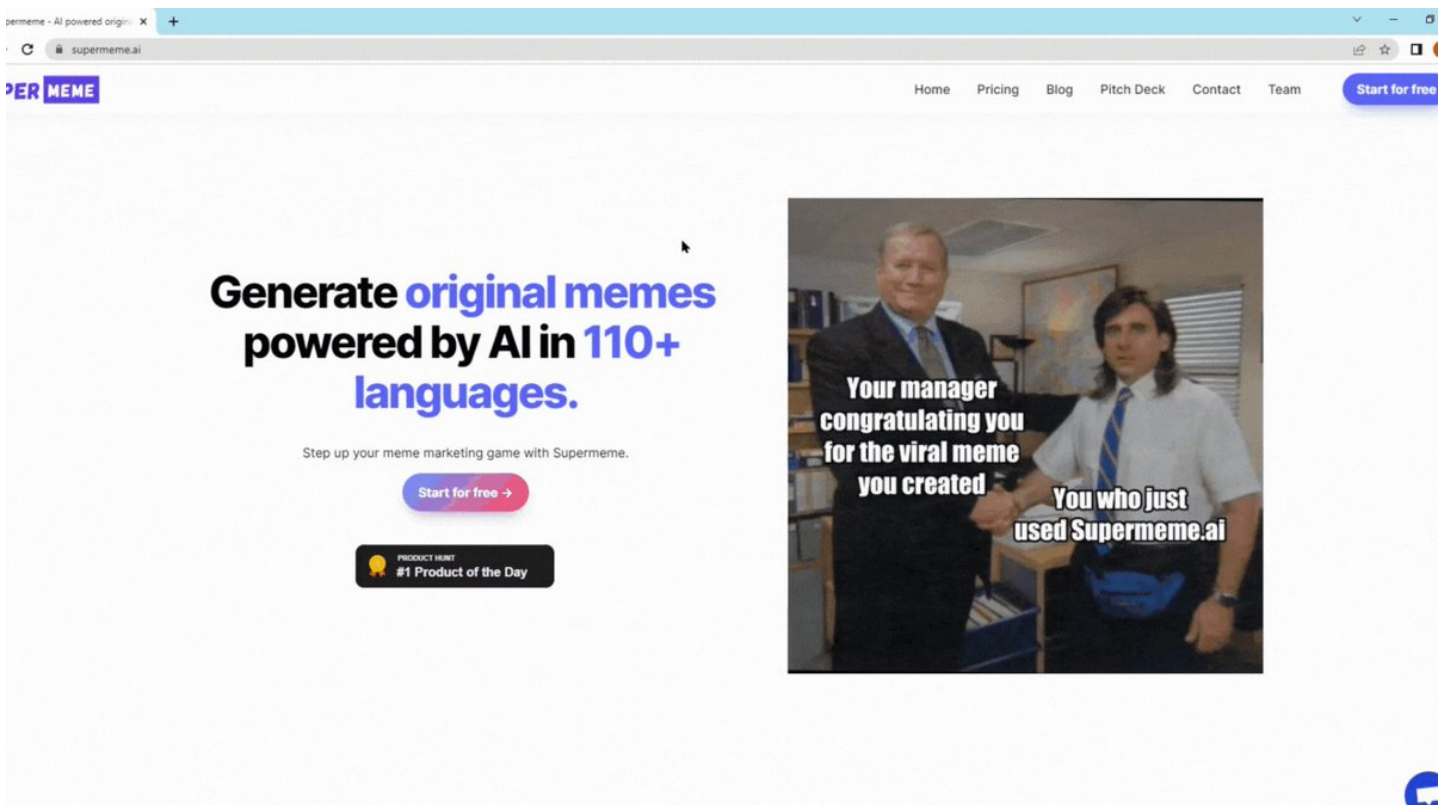 permeme - AI powered origin
supermeme.ai
PER MEME
Home Pricing Blog Pitch Deck Contact Team Start for free
Generate original memes
powered by AI in 110+
languages.
Step up your meme marketing game with Supermeme.
Start for free →
PRODUCT HUNT
#1 Product of the Day
Your manager
congratulating you
for the viral meme
you created
You who just
used Supermeme.ai